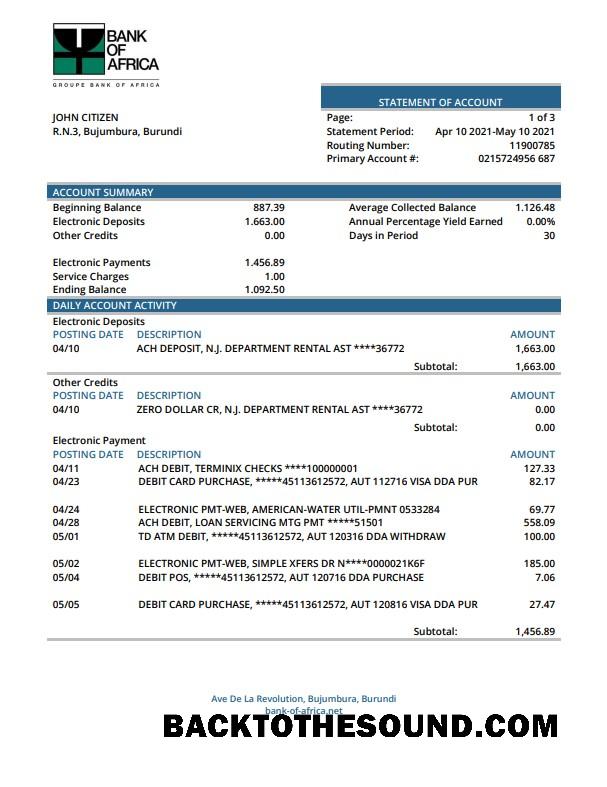 BANK
OF
AFRICA
GROUPE BANK OF AFRICA
STATEMENT OF ACCOUNT
JOHN CITIZEN
R.N.3, Bujumbura, Burundi
Page: 1 of 3
Statement Period: Apr 10 2021-May 10 2021
Routing Number: 11900785
Primary Account #: 0215724956 687
ACCOUNT SUMMARY
Beginning Balance 887.39 Average Collected Balance 1.126.48
Electronic Deposits 1.663.00 Annual Percentage Yield Earned 0.00%
Other Credits 0.00 Days in Period 30
Electronic Payments 1.456.89
Service Charges 1.00
Ending Balance 1.092.50
DAILY ACCOUNT ACTIVITY
Electronic Deposits
POSTING DATE DESCRIPTION AMOUNT
04/10 ACH DEPOSIT, N.J. DEPARTMENT RENTAL AST ****36772 1,663.00
Subtotal: 1,663.00
Other Credits
POSTING DATE DESCRIPTION AMOUNT
04/10 ZERO DOLLAR CR, N.J. DEPARTMENT RENTAL AST ****36772 0.00
Subtotal: 0.00
Electronic Payment
POSTING DATE DESCRIPTION AMOUNT
04/11 ACH DEBIT, TERMINIX CHECKS ****100000001 127.33
04/23 DEBIT CARD PURCHASE, *****45113612572, AUT 112716 VISA DDA PUR 82.17
04/24 ELECTRONIC PMT-WEB, AMERICAN-WATER UTIL-PMNT 0533284 69.77
04/28 ACH DEBIT, LOAN SERVICING MTG PMT *****51501 558.09
05/01 TD ATM DEBIT, *****45113612572, AUT 120316 DDA WITHDRAW 100.00
05/02 ELECTRONIC PMT-WEB, SIMPLE XFERS DR N****0000021K6F 185.00
05/04 DEBIT POS, *****45113612572, AUT 120716 DDA PURCHASE 7.06
05/05 DEBIT CARD PURCHASE, *****45113612572, AUT 120816 VISA DDA PUR 27.47
Subtotal: 1,456.89
Ave De La Revolution, Bujumbura, Burundi
bank-of-africa.net
BACKTOTHESOUND.COM